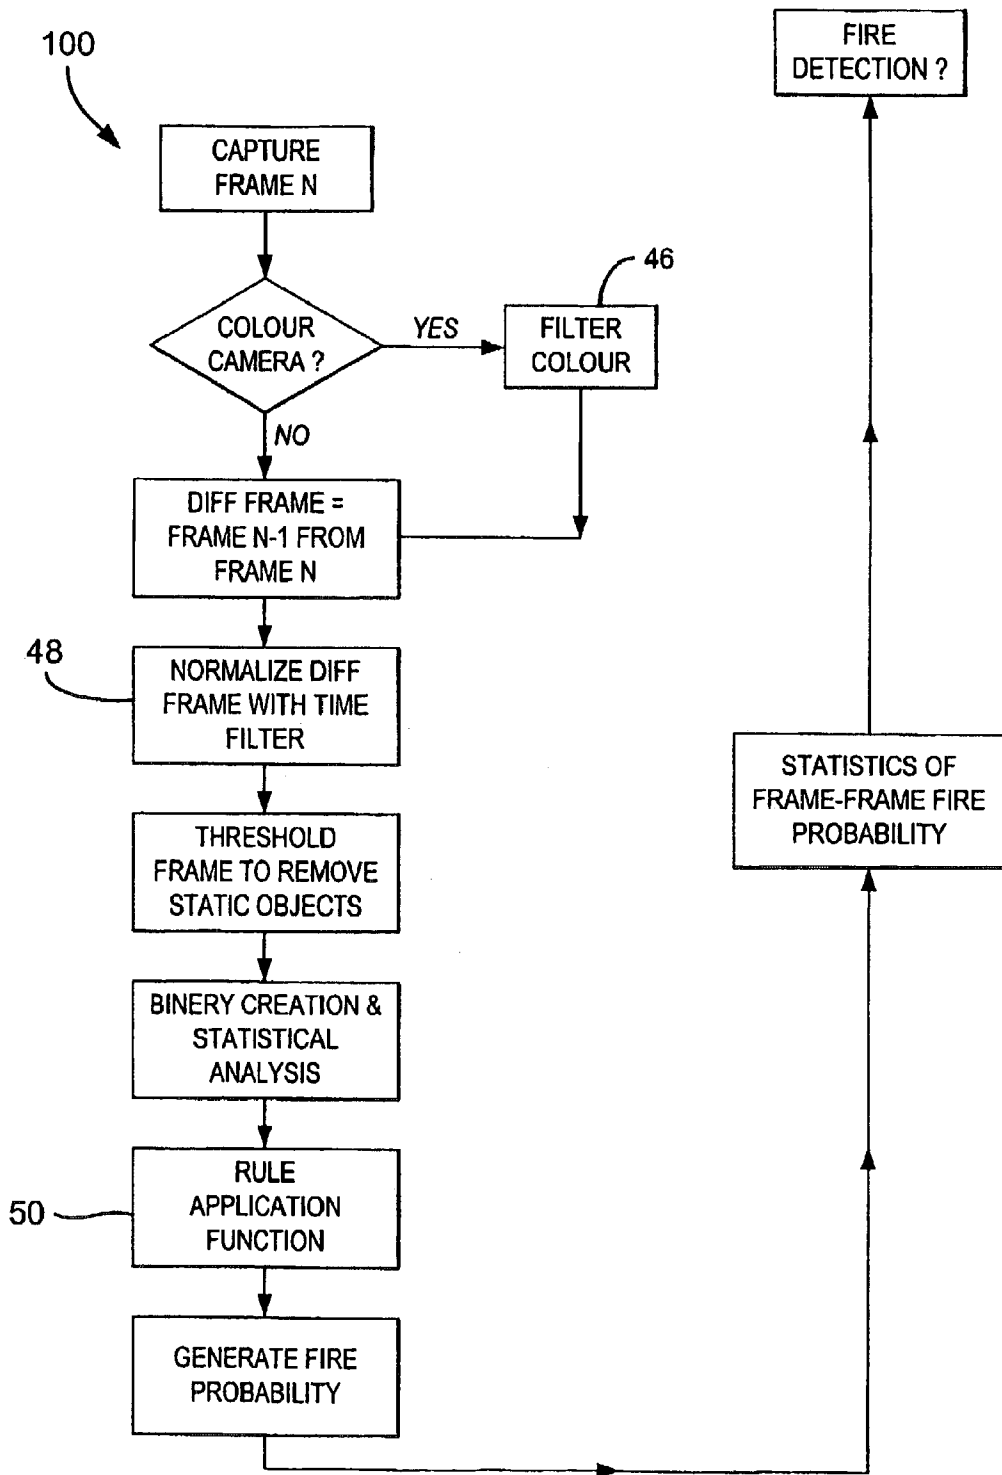 100
CAPTURE
FRAME N
COLOUR
CAMERA ?
YES
46
FILTER
COLOUR
NO
DIFF FRAME =
FRAME N-1 FROM
FRAME N
48
NORMALIZE DIFF
FRAME WITH TIME
FILTER
THRESHOLD
FRAME TO REMOVE
STATIC OBJECTS
BINERY CREATION &
STATISTICAL
ANALYSIS
50
RULE
APPLICATION
FUNCTION
GENERATE FIRE
PROBABILITY
STATISTICS OF
FRAME-FRAME FIRE
PROBABILITY
FIRE
DETECTION ?